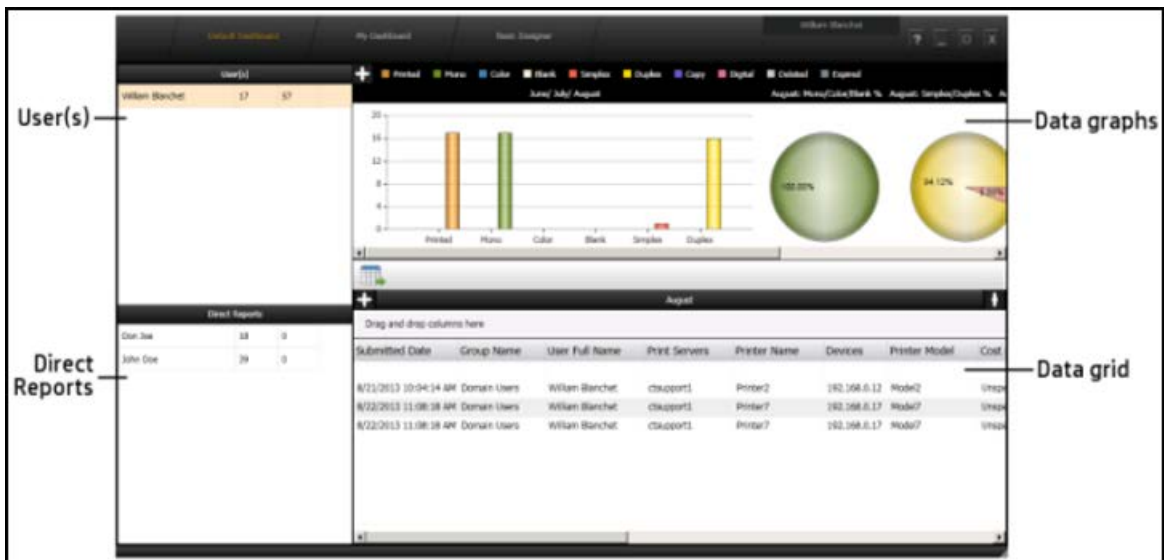 William Blanchet
Default Dashboard My Dashboard Basic Designer
?
User(s)
Printed Mono Color Blank Simplex Duplex Copy Digital Deleted Expired
William Blanchet 17 57
June/ July/ August August: Mono/Color/Blank % August: Simplex/Duplex %
User(s)
Data graphs
20
16
12
8
4
0
100.00%
94.12%
Printed Mono Color Blank Simplex Duplex
August
Direct Reports
Drag and drop columns here
Don Joe 18 0
Submitted Date Group Name User Full Name Print Servers Printer Name Devices Printer Model Cost
John Doe 39 0
Direct
Reports
Data grid
8/21/2013 10:04:14 AM Domain Users William Blanchet ctsupport1 Printer2 192.168.0.12 Model2
8/22/2013 11:08:18 AM Domain Users William Blanchet ctsupport1 Printer7 192.168.0.17 Model7
8/22/2013 11:08:18 AM Domain Users William Blanchet ctsupport1 Printer7 192.168.0.17 Model7